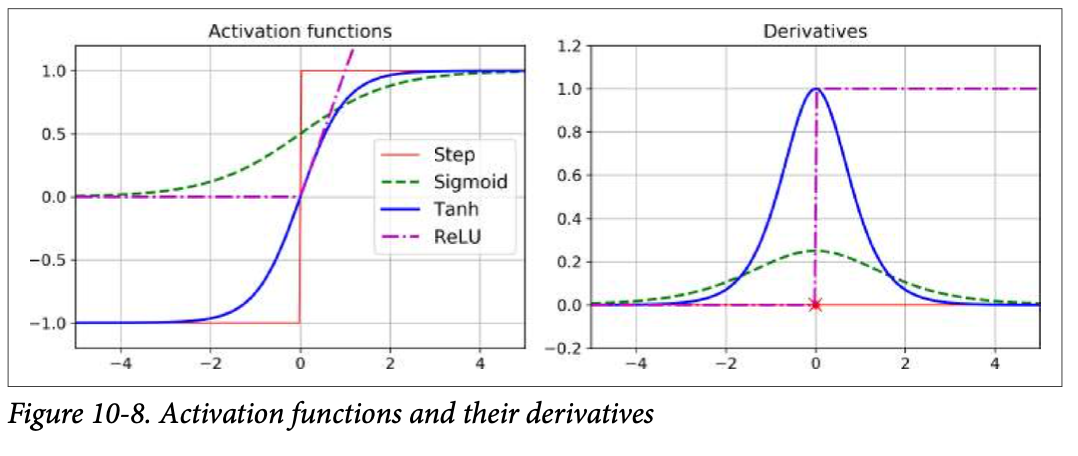 Activation functions
1.0
0.5
0.0
−0.5
−1.0
−4 −2 0 2 4
Step
Sigmoid
Tanh
ReLU
Derivatives
1.2
1.0
0.8
0.6
0.4
0.2
0.0
−0.2
−4 −2 0 2 4
Figure 10-8. Activation functions and their derivatives